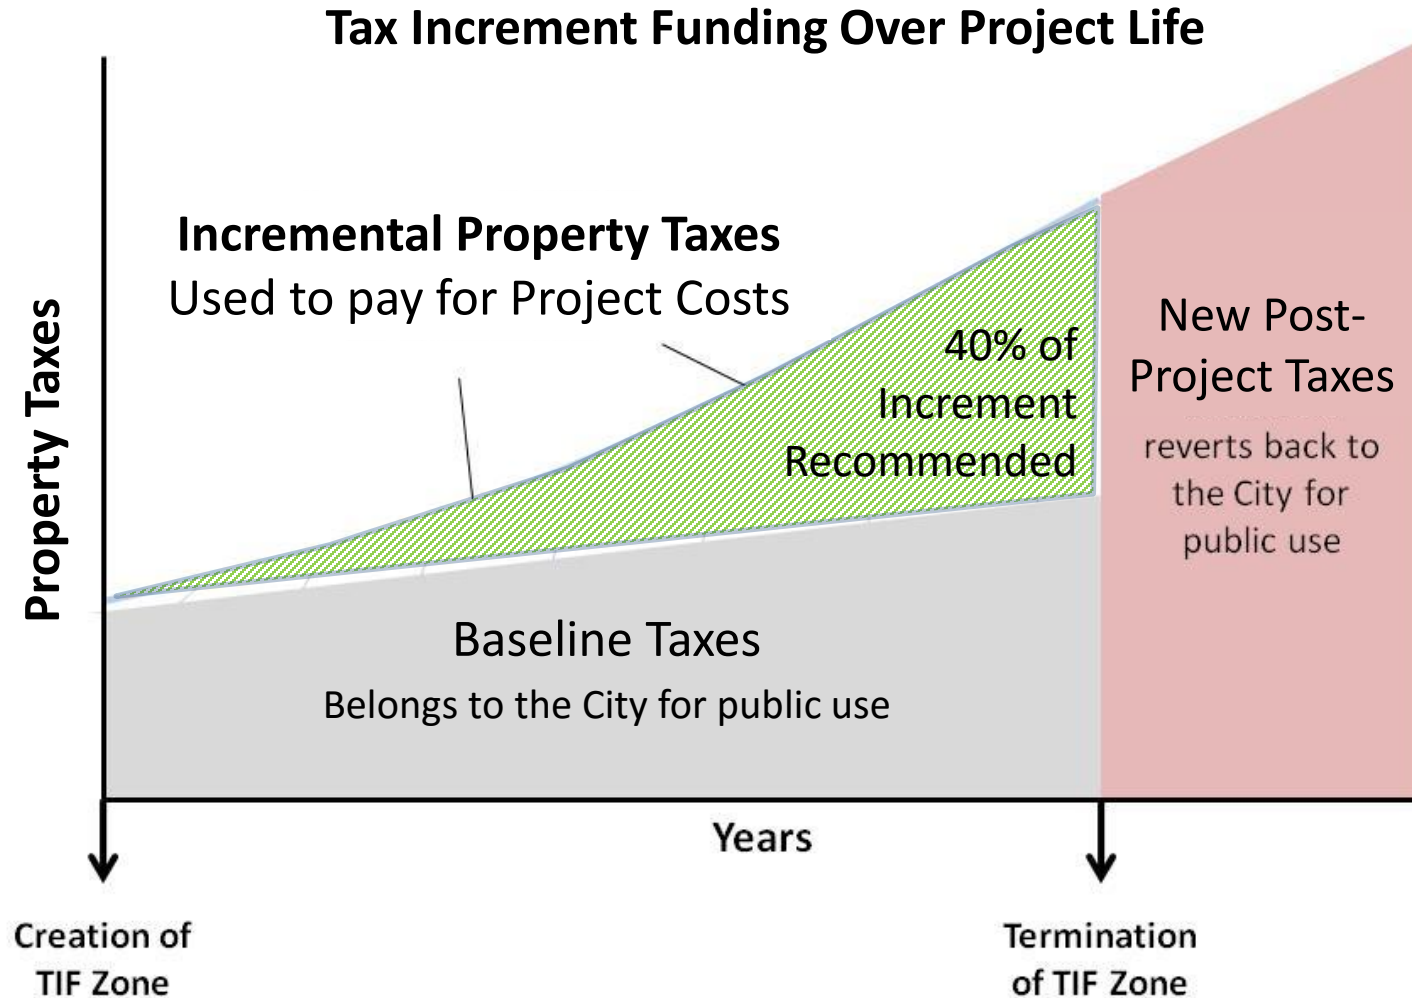 Tax Increment Funding Over Project Life
Incremental Property Taxes
Used to pay for Project Costs
Property Taxes
40% of
Increment
Recommended
New Post-
Project Taxes
reverts back to
the City for
public use
Baseline Taxes
Belongs to the City for public use
Years
Creation of
TIF Zone
Termination
of TIF Zone